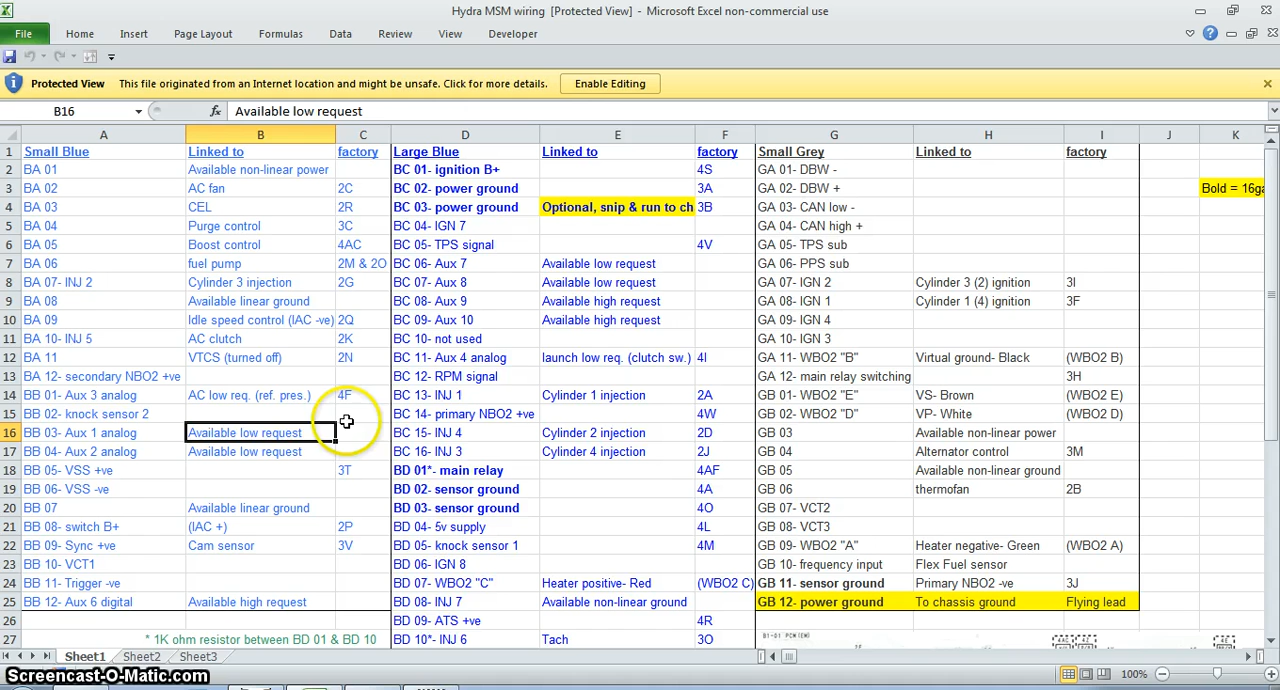 Hydra MSM wiring [Protected View] - Microsoft Excel non-commercial use
File Home Insert Page Layout Formulas Data Review View Developer
Protected View This file originated from an Internet location and might be unsafe. Click for more details. Enable Editing
B16 fx Available low request
A B C D E F G H I J K
1 Small Blue Linked to factory Large Blue Linked to factory Small Grey Linked to factory
2 BA 01 Available non-linear power BC 01- ignition B+ 4S GA 01- DBW -
3 BA 02 AC fan 2C BC 02- power ground 3A GA 02- DBW + Bold = 16ga
4 BA 03 CEL 2R BC 03- power ground Optional, snip & run to ch 3B GA 03- CAN low -
5 BA 04 Purge control 3C BC 04- IGN 7 GA 04- CAN high +
6 BA 05 Boost control 4AC BC 05- TPS signal 4V GA 05- TPS sub
7 BA 06 fuel pump 2M & 2O BC 06- Aux 7 Available low request GA 06- PPS sub
8 BA 07- INJ 2 Cylinder 3 injection 2G BC 07- Aux 8 Available low request GA 07- IGN 2 Cylinder 3 (2) ignition 3I
9 BA 08 Available linear ground BC 08- Aux 9 Available high request GA 08- IGN 1 Cylinder 1 (4) ignition 3F
10 BA 09 Idle speed control (IAC -ve) 2Q BC 09- Aux 10 Available high request GA 09- IGN 4
11 BA 10- INJ 5 AC clutch 2K BC 10- not used GA 10- IGN 3
12 BA 11 VTCS (turned off) 2N BC 11- Aux 4 analog launch low req. (clutch sw.) 4I GA 11- WBO2 "B" Virtual ground- Black (WBO2 B)
13 BA 12- secondary NBO2 +ve BC 12- RPM signal GA 12- main relay switching 3H
14 BB 01- Aux 3 analog AC low req. (ref. pres.) 4F BC 13- INJ 1 Cylinder 1 injection 2A GB 01- WBO2 "E" VS- Brown (WBO2 E)
15 BB 02- knock sensor 2 BC 14- primary NBO2 +ve 4W GB 02- WBO2 "D" VP- White (WBO2 D)
16 BB 03- Aux 1 analog Available low request BC 15- INJ 4 Cylinder 2 injection 2D GB 03 Available non-linear power
17 BB 04- Aux 2 analog Available low request BC 16- INJ 3 Cylinder 4 injection 2J GB 04 Alternator control 3M
18 BB 05- VSS +ve 3T BD 01*- main relay 4AF GB 05 Available non-linear ground
19 BB 06- VSS -ve BD 02- sensor ground 4A GB 06 thermofan 2B
20 BB 07 Available linear ground BD 03- sensor ground 4O GB 07- VCT2
21 BB 08- switch B+ (IAC +) 2P BD 04- 5v supply 4L GB 08- VCT3
22 BB 09- Sync +ve Cam sensor 3V BD 05- knock sensor 1 4M GB 09- WBO2 "A" Heater negative- Green (WBO2 A)
23 BB 10- VCT1 BD 06- IGN 8 GB 10- frequency input Flex Fuel sensor
24 BB 11- Trigger -ve BD 07- WBO2 "C" Heater positive- Red (WBO2 C) GB 11- sensor ground Primary NBO2 -ve 3J
25 BB 12- Aux 6 digital Available high request BD 08- INJ 7 Available non-linear ground GB 12- power ground To chassis ground Flying lead
26 BD 09- ATS +ve 4R
27 * 1K ohm resistor between BD 01 & BD 10 BD 10*- INJ 6 Tach 3O
Sheet1 Sheet2 Sheet3
100%
Screencast-O-Matic.com